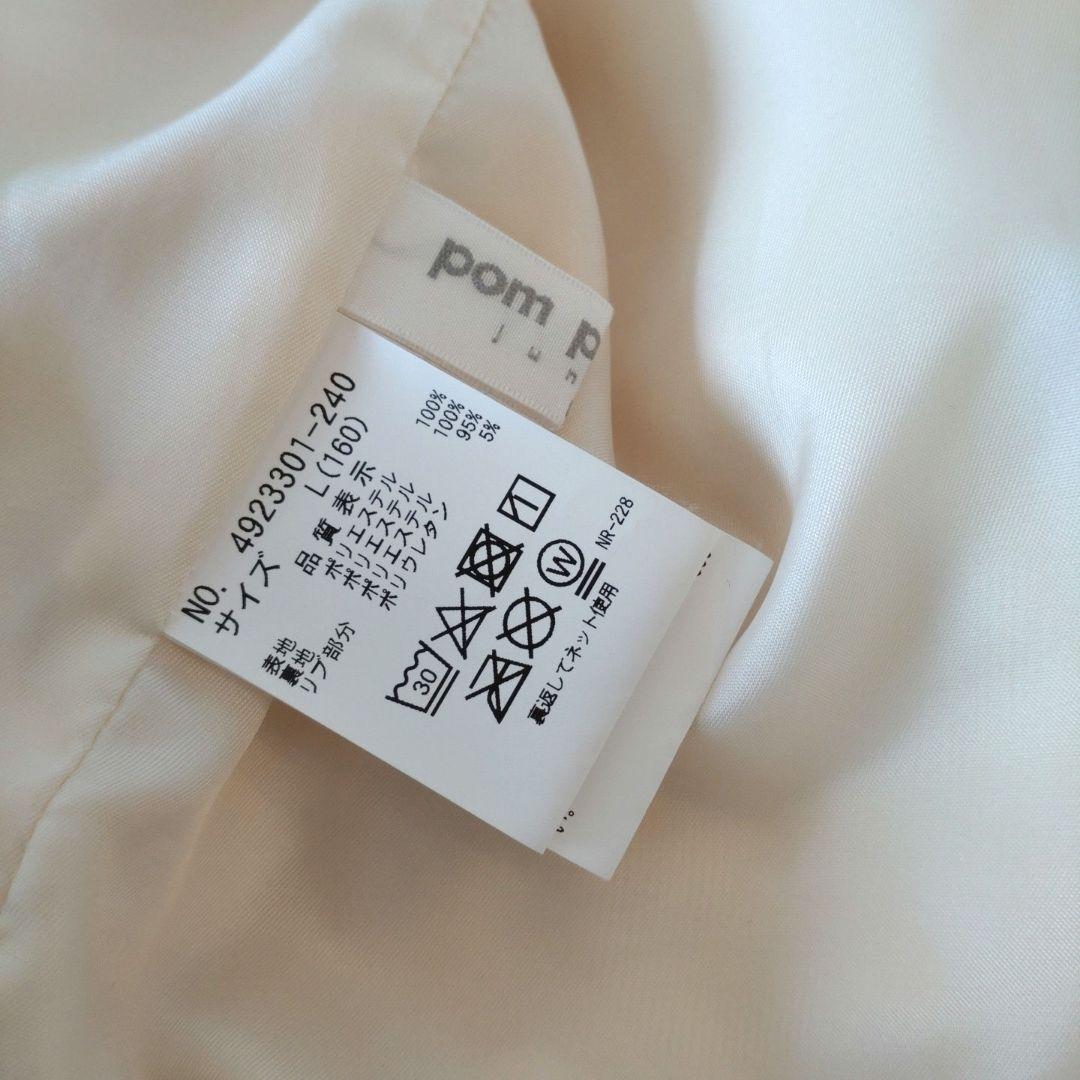 pom p
NO. 4923301-240
サイズ L(160)
品質表示
表地 ポリエステル 100%
裏地 ポリエステル 100%
リブ部分 ポリエステル 95%
ポリウレタン 5%
30
W
裏返してネット使用
NR-228